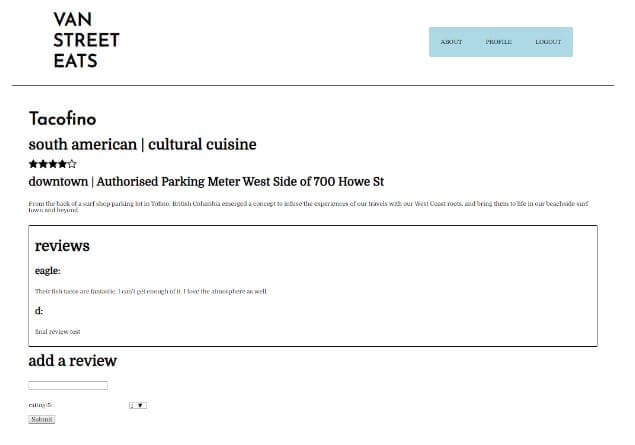 VAN
STREET
EATS
ABOUT PROFILE LOGOUT
Tacofino
south american | cultural cuisine
downtown | Authorised Parking Meter West Side of 700 Howe St
From the back of a surf shop parking lot in Tofino, British Columbia emerged a concept to infuse the experiences of our travels with our West Coast roots, and bring them to life in our beachside surf
town and beyond.
reviews
eagle:
Their fish tacos are fantastic. I can't get enough of it. I love the atmosphere as well
d:
final review test
add a review
Submit